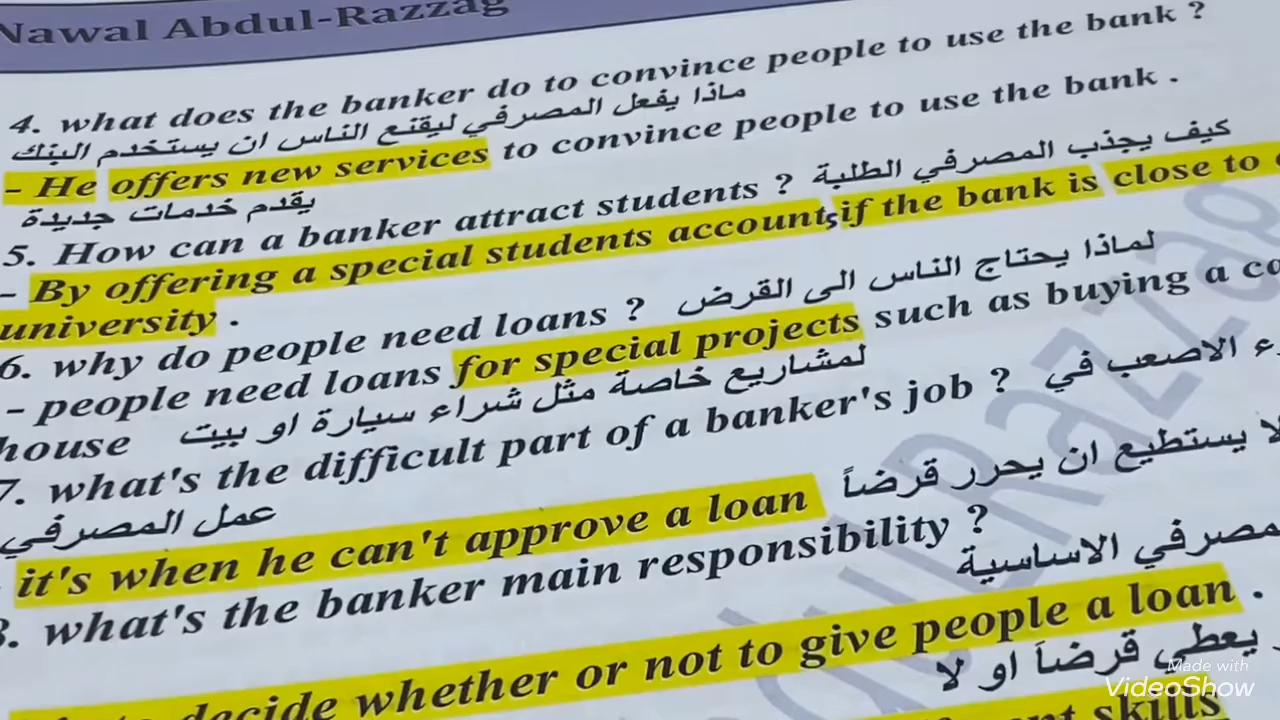 Nawal Abdul-Razzag
4. what does the banker do to convince people to use the bank ?
ماذا يفعل المصرفي ليقنع الناس ان يستخدم البنك
- He offers new services to convince people to use the bank .
يقدم خدمات جديدة
5. How can a banker attract students ? كيف يجذب المصرفي الطلبة
- By offering a special students account, if the bank is close to
university .
6. why do people need loans ? لماذا يحتاج الناس الى القرض
- people need loans for special projects such as buying a
house لمشاريع خاصة مثل شراء سيارة او بيت
7. what's the difficult part of a banker's job ? الاصعب في
عمل المصرفي
it's when he can't approve a loan لا يستطيع ان يحرر قرضاً
8. what's the banker main responsibility ?
الاساسية
decide whether or not to give people a loan .
يعطي قرضاً او لا
skills
Made with
VideoShow